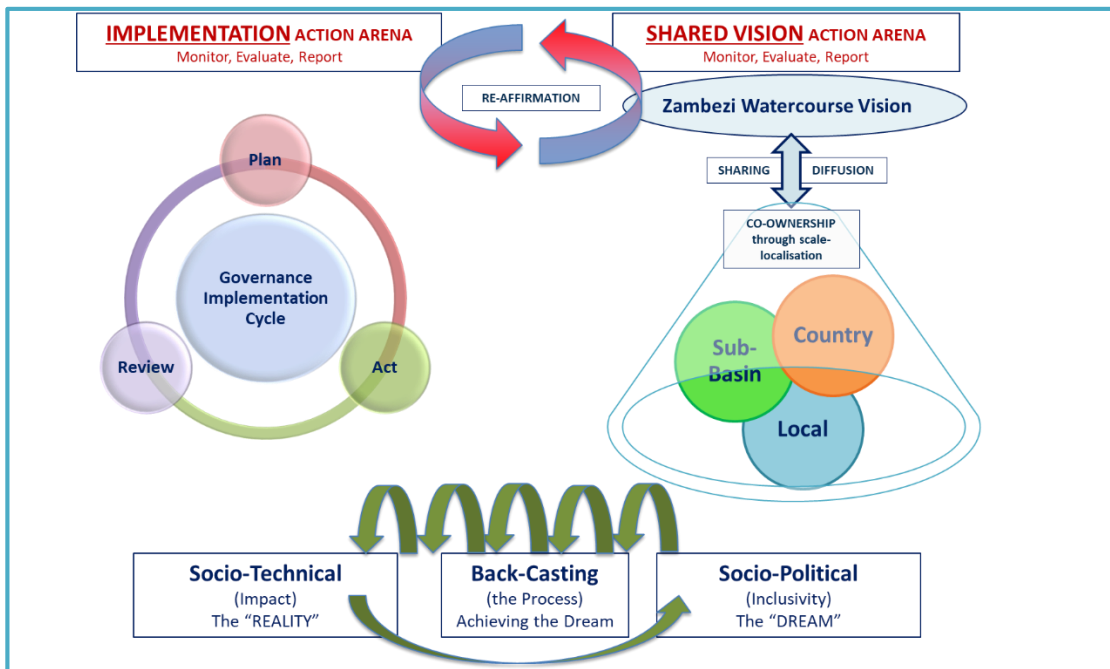 IMPLEMENTATION ACTION ARENA
Monitor, Evaluate, Report
SHARED VISION ACTION ARENA
Monitor, Evaluate, Report
RE-AFFIRMATION
Zambezi Watercourse Vision
SHARING
DIFFUSION
CO-OWNERSHIP
through scale-
localisation
Plan
Governance
Implementation
Cycle
Review
Act
Sub-
Basin
Country
Local
Socio-Technical
(Impact)
The “REALITY”
Back-Casting
(the Process)
Achieving the Dream
Socio-Political
(Inclusivity)
The “DREAM”